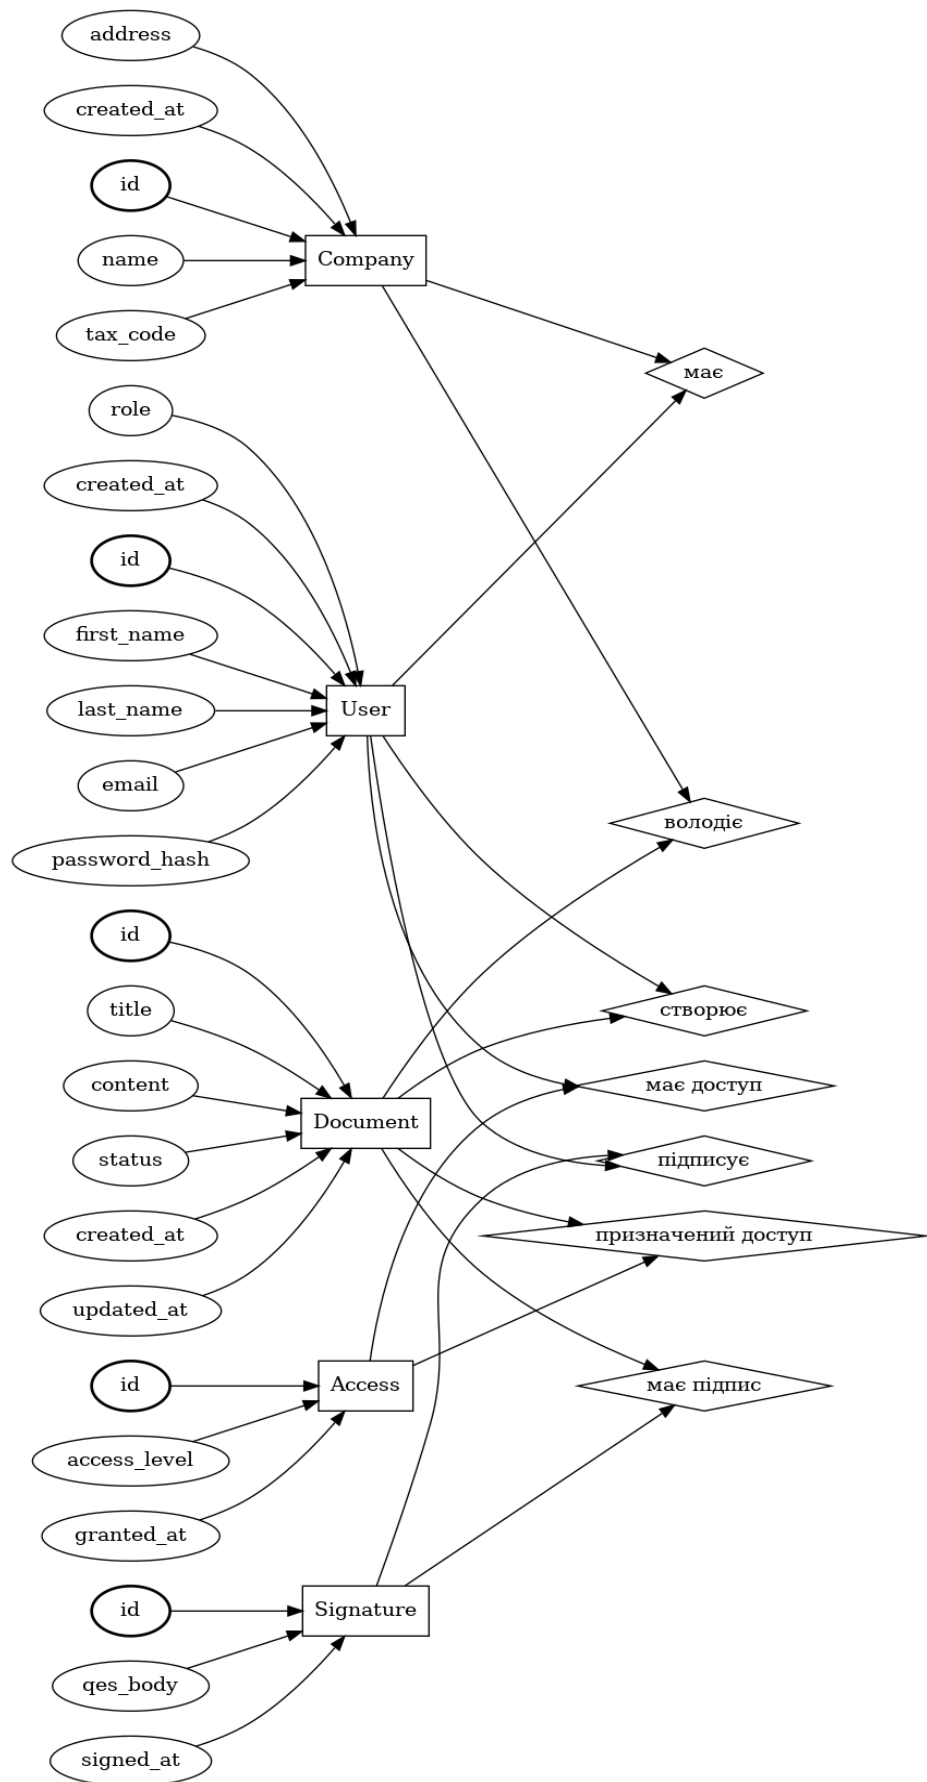 address
created_at
id
name
Company
tax_code
має
role
created_at
id
first_name
last_name
User
email
володіє
password_hash
id
title
створює
content
має доступ
Document
status
підписує
created_at
призначений доступ
updated_at
id
Access
має підпис
access_level
granted_at
id
Signature
qes_body
signed_at